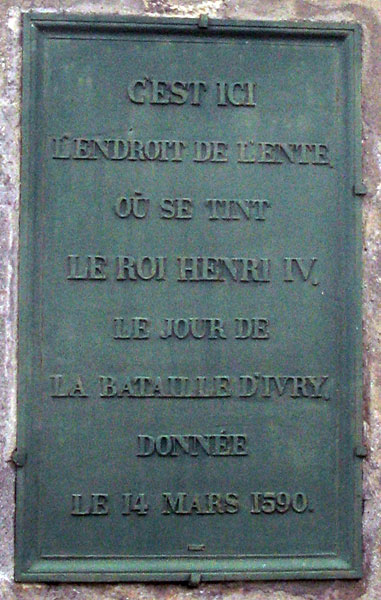 C'EST ICI
L'ENDROIT DE L'ENTE,
OÙ SE TINT
LE ROI HENRI IV,
LE JOUR DE
LA BATAILLE D'IVRY,
DONNÉE
LE 14 MARS 1590.